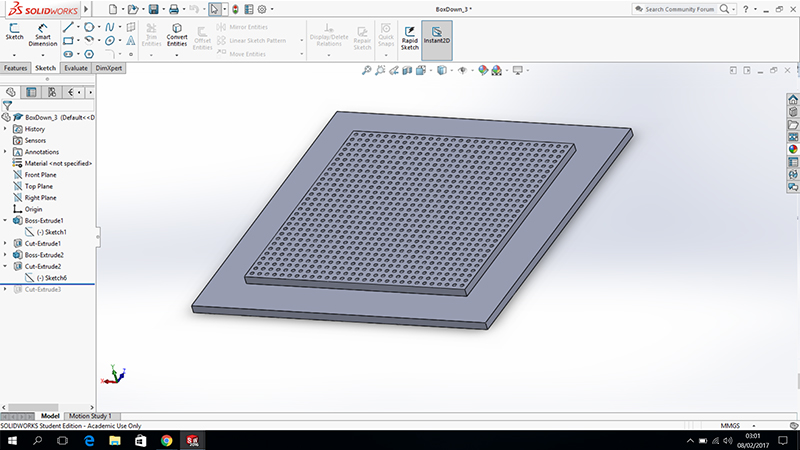 SOLIDWORKS
BoxDown_3 *
Search Community Forum
Sketch
Smart Dimension
Trim Entities
Convert Entities
Offset Entities
Mirror Entities
Linear Sketch Pattern
Move Entities
Display/Delete Relations
Repair Sketch
Quick Snaps
Rapid Sketch
Instant2D
Features
Sketch
Evaluate
DimXpert
BoxDown_3 (Default<<D
History
Sensors
Annotations
Material <not specified>
Front Plane
Top Plane
Right Plane
Origin
Boss-Extrude1
(-) Sketch1
Cut-Extrude1
Boss-Extrude2
Cut-Extrude2
(-) Sketch6
Cut-Extrude3
Model
Motion Study 1
SOLIDWORKS Student Edition - Academic Use Only
MMGS
03:01
08/02/2017